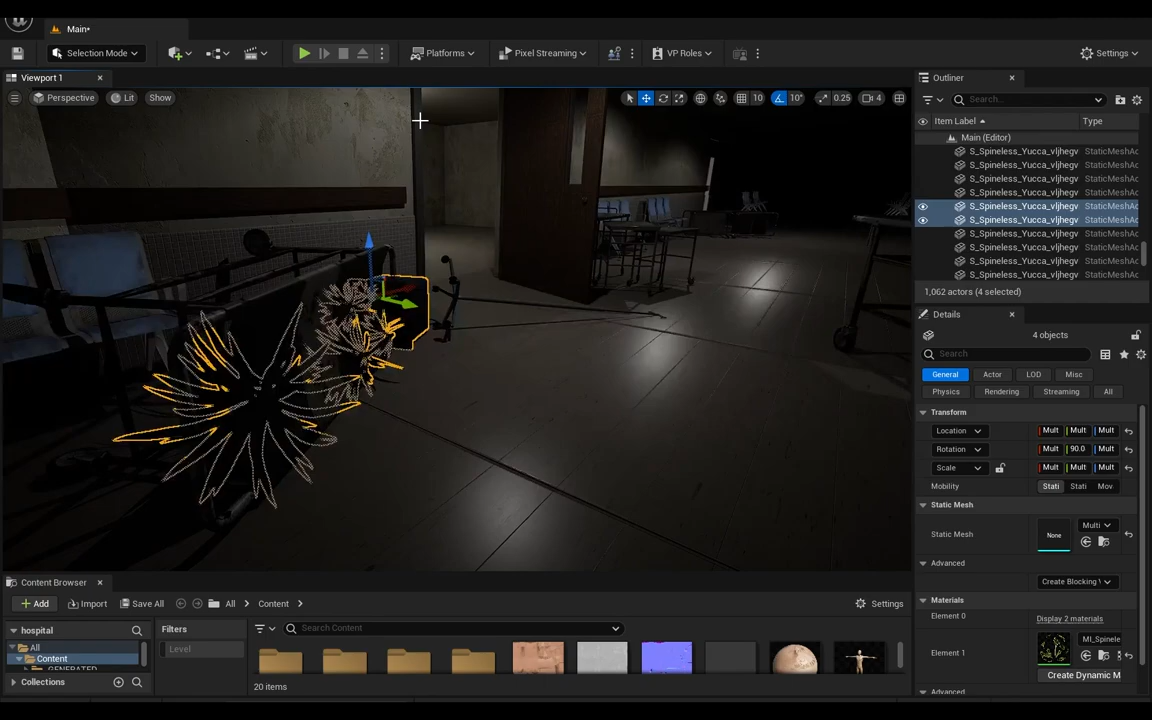 Main*
Selection Mode
Platforms
Pixel Streaming
VP Roles
Settings
Viewport 1
Perspective
Lit
Show
10
10°
0.25
4
Outliner
Search...
Item Label
Type
Main (Editor)
S_Spineless_Yucca_vljhegv StaticMeshAc
S_Spineless_Yucca_vljhegv StaticMeshAc
S_Spineless_Yucca_vljhegv StaticMeshAc
S_Spineless_Yucca_vljhegv StaticMeshAc
S_Spineless_Yucca_vljhegv StaticMeshAc
S_Spineless_Yucca_vljhegv StaticMeshAc
S_Spineless_Yucca_vljhegv StaticMeshAc
S_Spineless_Yucca_vljhegv StaticMeshAc
S_Spineless_Yucca_vljhegv StaticMeshAc
S_Spineless_Yucca_vljhegv StaticMeshAc
1,062 actors (4 selected)
Details
4 objects
Search
General Actor LOD Misc
Physics Rendering Streaming All
Transform
Location Mult Mult Mult
Rotation Mult 90.0 Mult
Scale Mult Mult Mult
Mobility Stati Stati Mov
Static Mesh
Static Mesh None Multi
Advanced
Create Blocking V
Materials
Element 0 Display 2 materials
Element 1 MI_Spinele
Create Dynamic M
Advanced
Content Browser
Add Import Save All All Content Settings
hospital
All
Content
GENERATED
Collections
Filters
Level
Search Content
20 items